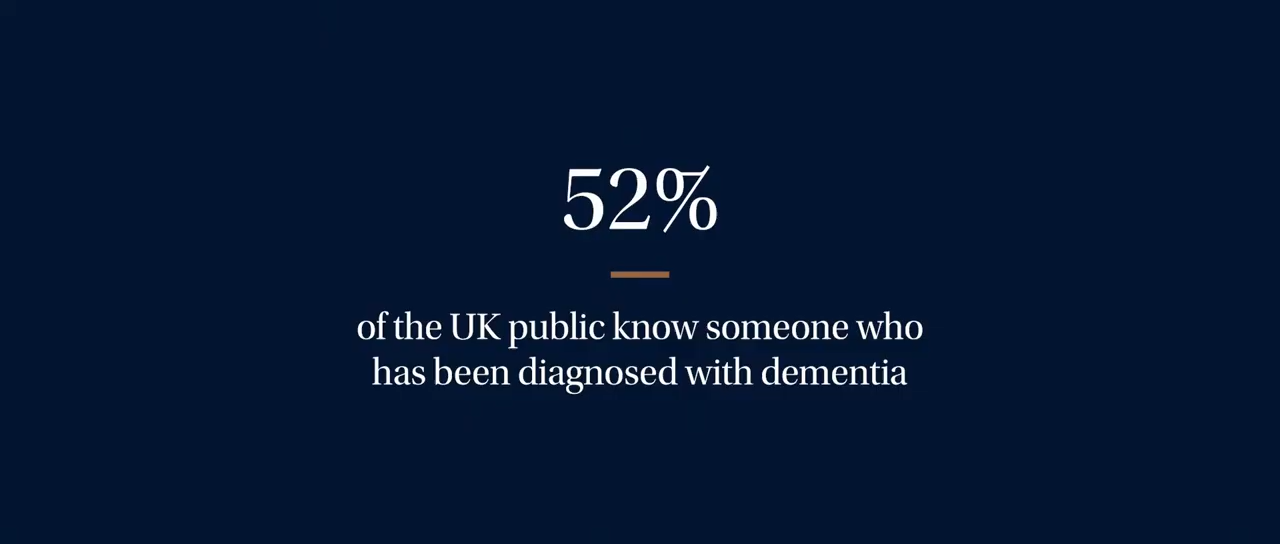 52%
of the UK public know someone who
has been diagnosed with dementia